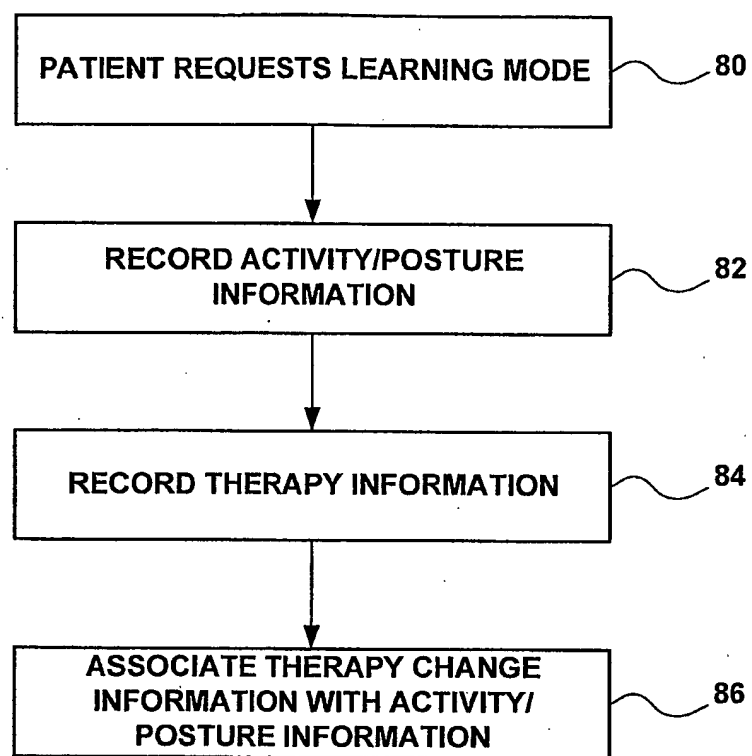 PATIENT REQUESTS LEARNING MODE
80
RECORD ACTIVITY/POSTURE
INFORMATION
82
RECORD THERAPY INFORMATION
84
ASSOCIATE THERAPY CHANGE
INFORMATION WITH ACTIVITY/
POSTURE INFORMATION
86